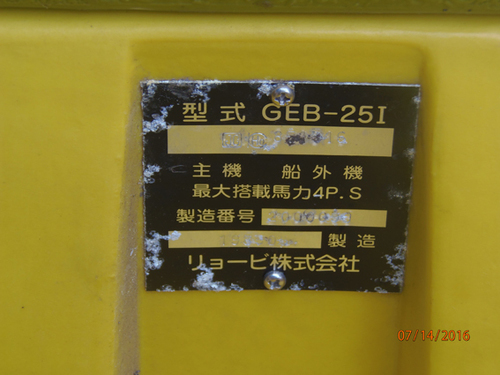 型式 GEB-25I
主機 船外機
最大搭載馬力4P.S
製造番号
製造
リョービ株式会社
07/14/2016